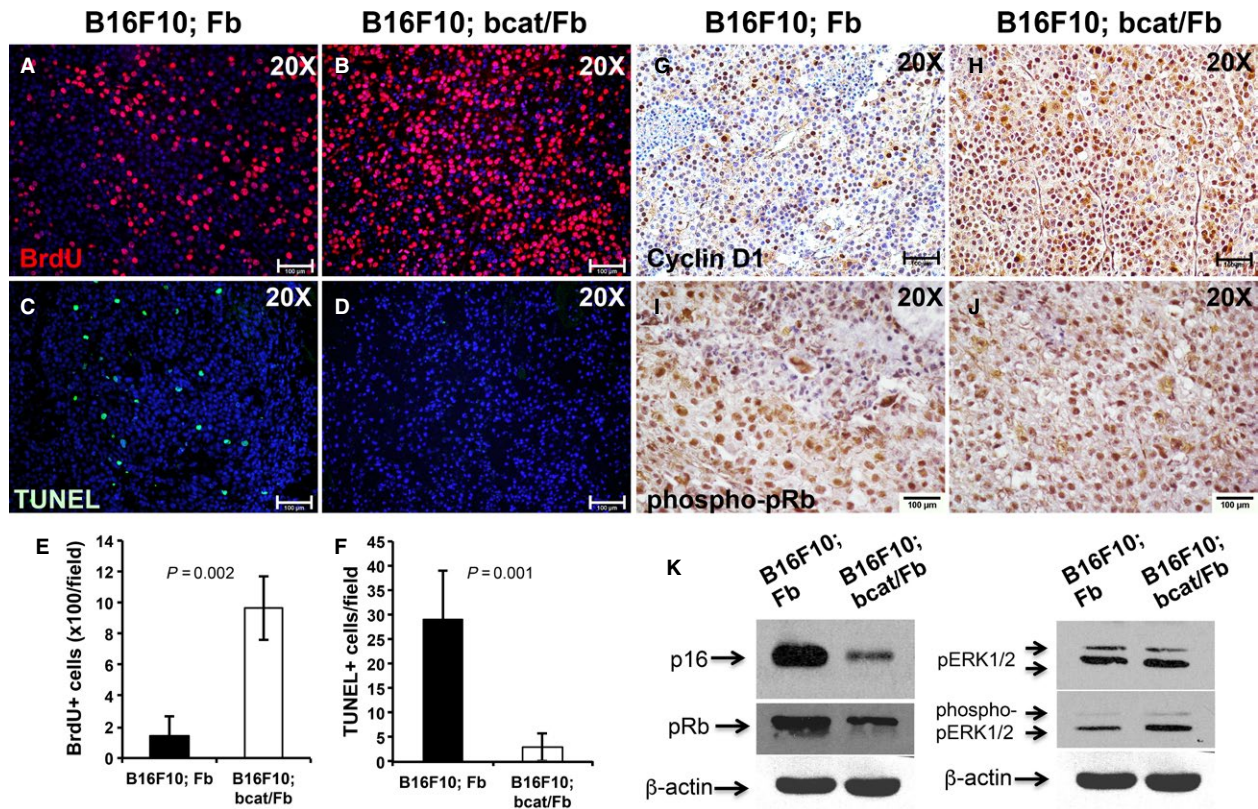 B16F10; Fb
B16F10; bcat/Fb
B16F10; Fb
B16F10; bcat/Fb
A
20X
BrdU
100 µm
B
20X
100 µm
G
20X
Cyclin D1
100 µm
H
20X
100 µm
C
20X
TUNEL
100 µm
D
20X
100 µm
I
20X
phospho-pRb
100 µm
J
20X
100 µm
E
BrdU+ cells (x100/field)
14
12
10
8
6
4
2
0
P = 0.002
B16F10; Fb
B16F10;
bcat/Fb
F
TUNEL+ cells/field
45
40
35
30
25
20
15
10
5
0
P = 0.001
B16F10; Fb
B16F10;
bcat/Fb
K
B16F10;
Fb
B16F10;
bcat/Fb
p16
pRb
β-actin
B16F10;
Fb
B16F10;
bcat/Fb
pERK1/2
phospho-
pERK1/2
β-actin